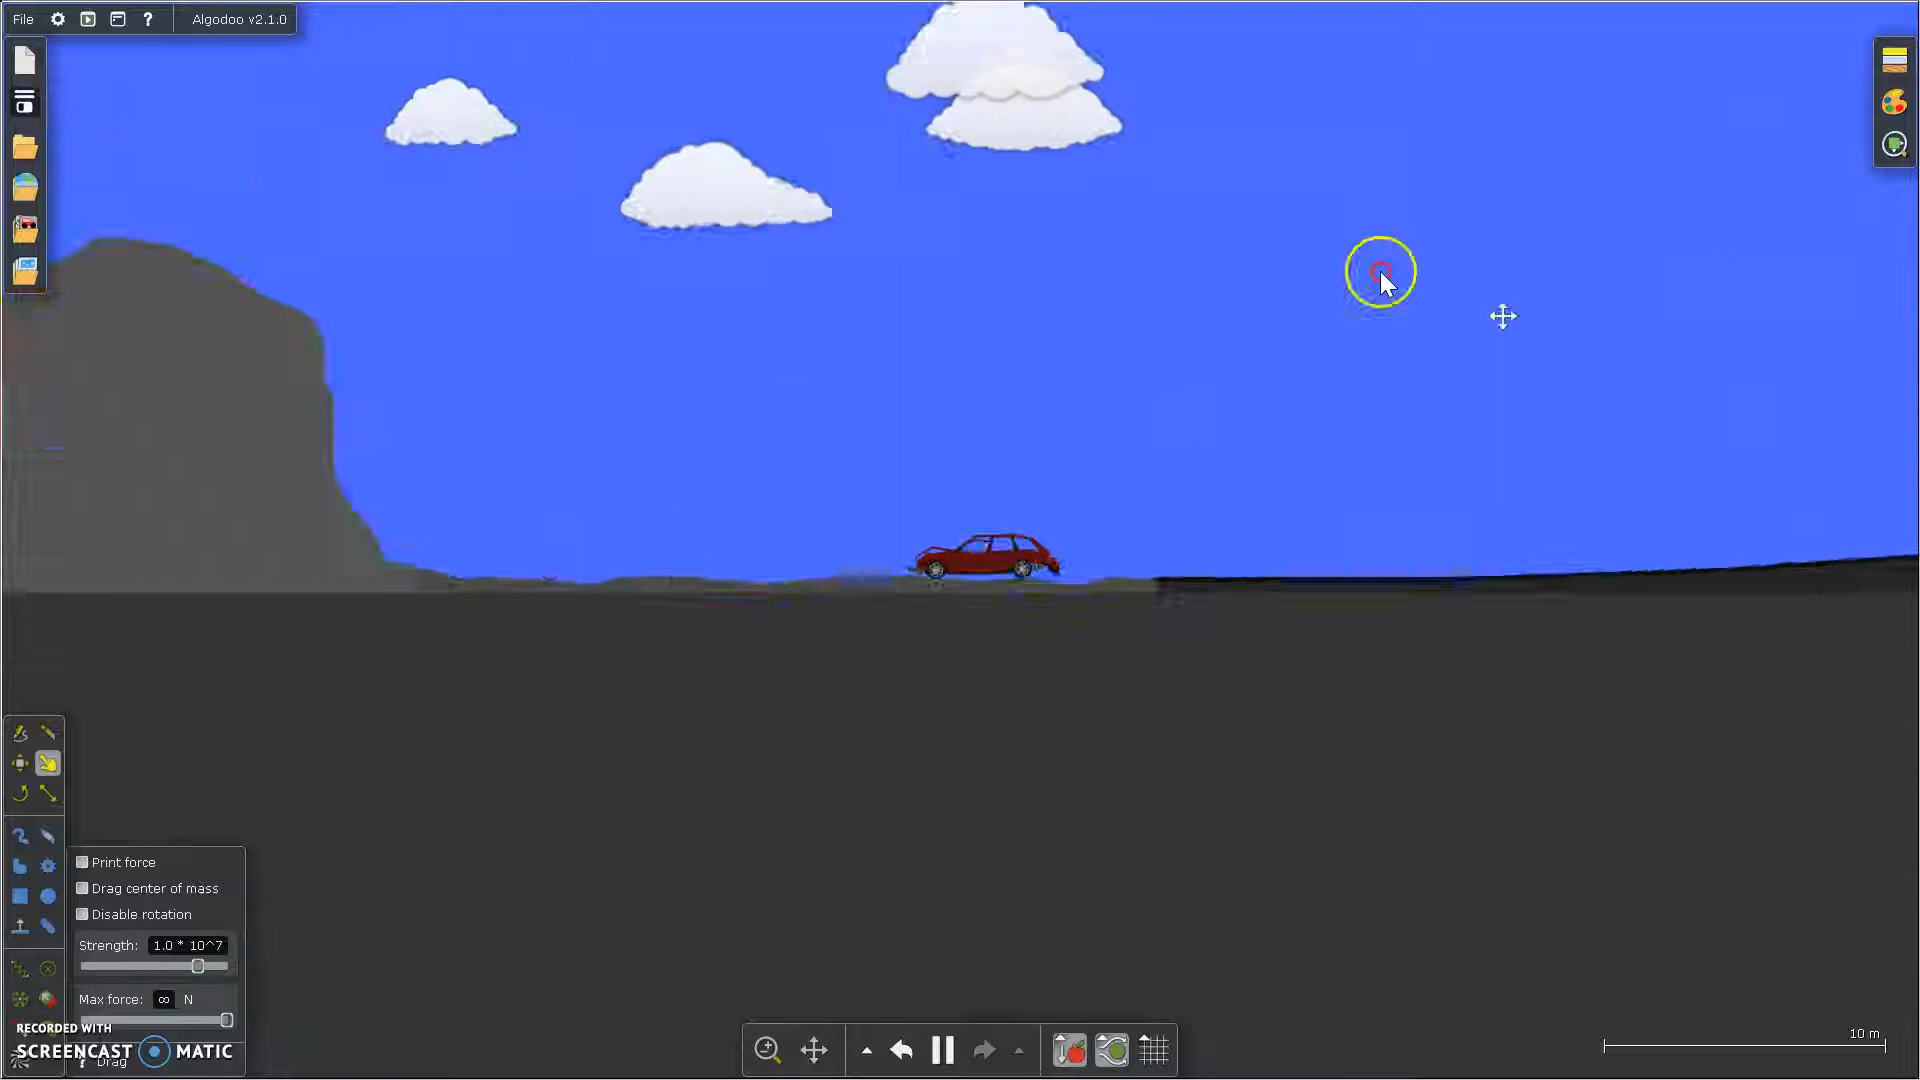 File ? Algodoo v2.1.0
Print force
Drag center of mass
Disable rotation
Strength: 1.0 * 10^7
Max force: ∞ N
RECORDED WITH
SCREENCAST MATIC
? Drag
10 m